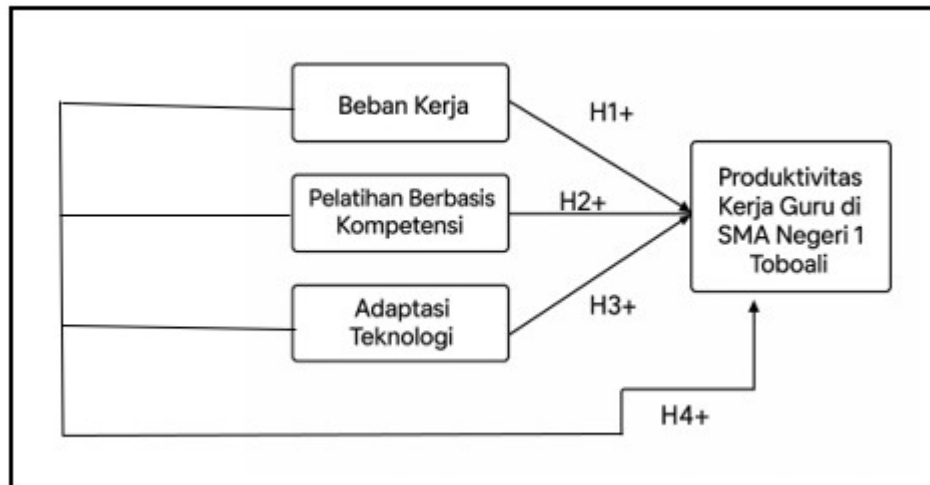 Beban Kerja
H1+
Pelatihan Berbasis
Kompetensi
H2+
Produktivitas
Kerja Guru di
SMA Negeri 1
Toboali
Adaptasi
Teknologi
H3+
H4+